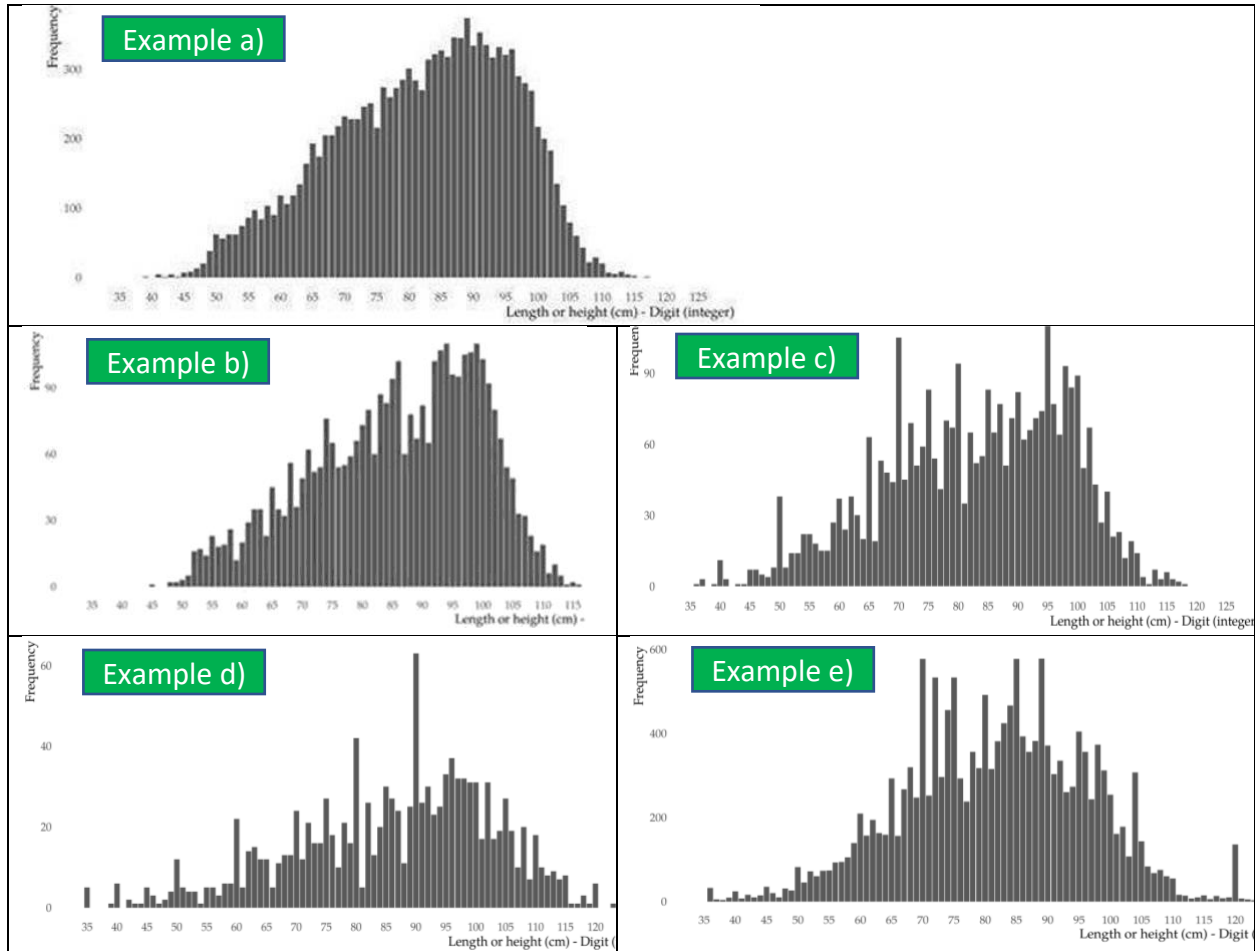 Example a)
Frequency
300
200
100
0
35 40 45 50 55 60 65 70 75 80 85 90 95 100 105 110 115 120 125
Length or height (cm) - Digit (integer)
Example b)
Frequency
90
60
30
0
35 40 45 50 55 60 65 70 75 80 85 90 95 100 105 110 115
Length or height (cm) -
Example c)
Frequen
90
60
30
0
35 40 45 50 55 60 65 70 75 80 85 90 95 100 105 110 115 120 125
Length or height (cm) - Digit (integer
Example d)
Frequency
60
40
20
0
35 40 45 50 55 60 65 70 75 80 85 90 95 100 105 110 115 120
Length or height (cm) - Digit (
Example e)
Frequency
600
400
200
0
35 40 45 50 55 60 65 70 75 80 85 90 95 100 105 110 115 120
Length or height (cm) - Digit (